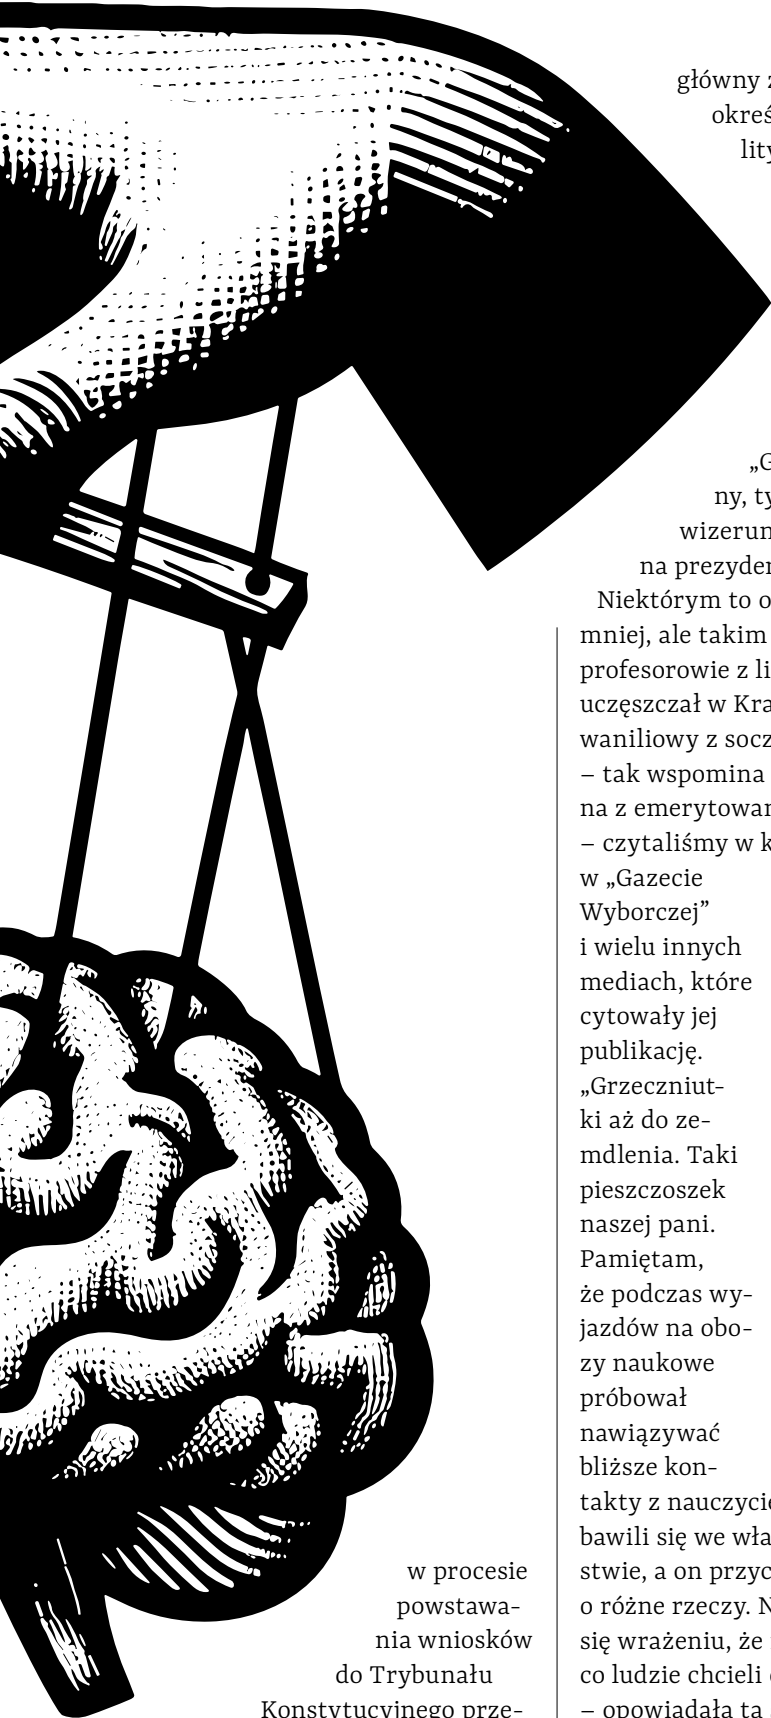 w procesie
powstawa-
nia wniosków
do Trybunału
Konstytucyjnego prze-
główny
„G
ny,
wizerun
na prezyden
Niektórym to
mniej, ale takim
profesorowie z li
uczęszczał w Kra
waniliowy z socz
– tak wspomina
na z emerytowan
– czytaliśmy w k
w „Gazecie
Wyborczej”
i wielu innych
mediach, które
cytowały jej
publikację.
„Grzeczniut-
ki aż do ze-
mdlenia. Taki
pieszczoszek
naszej pani.
Pamiętam,
że podczas wy-
jazdów na obo-
zy naukowe
próbował
nawiązywać
bliższe kon-
takty z nauczycie
bawili się we wła
stwie, a on przyc
o różne rzeczy. N
się wrażeniu, że
co ludzie chcieli
– opowiadała ta